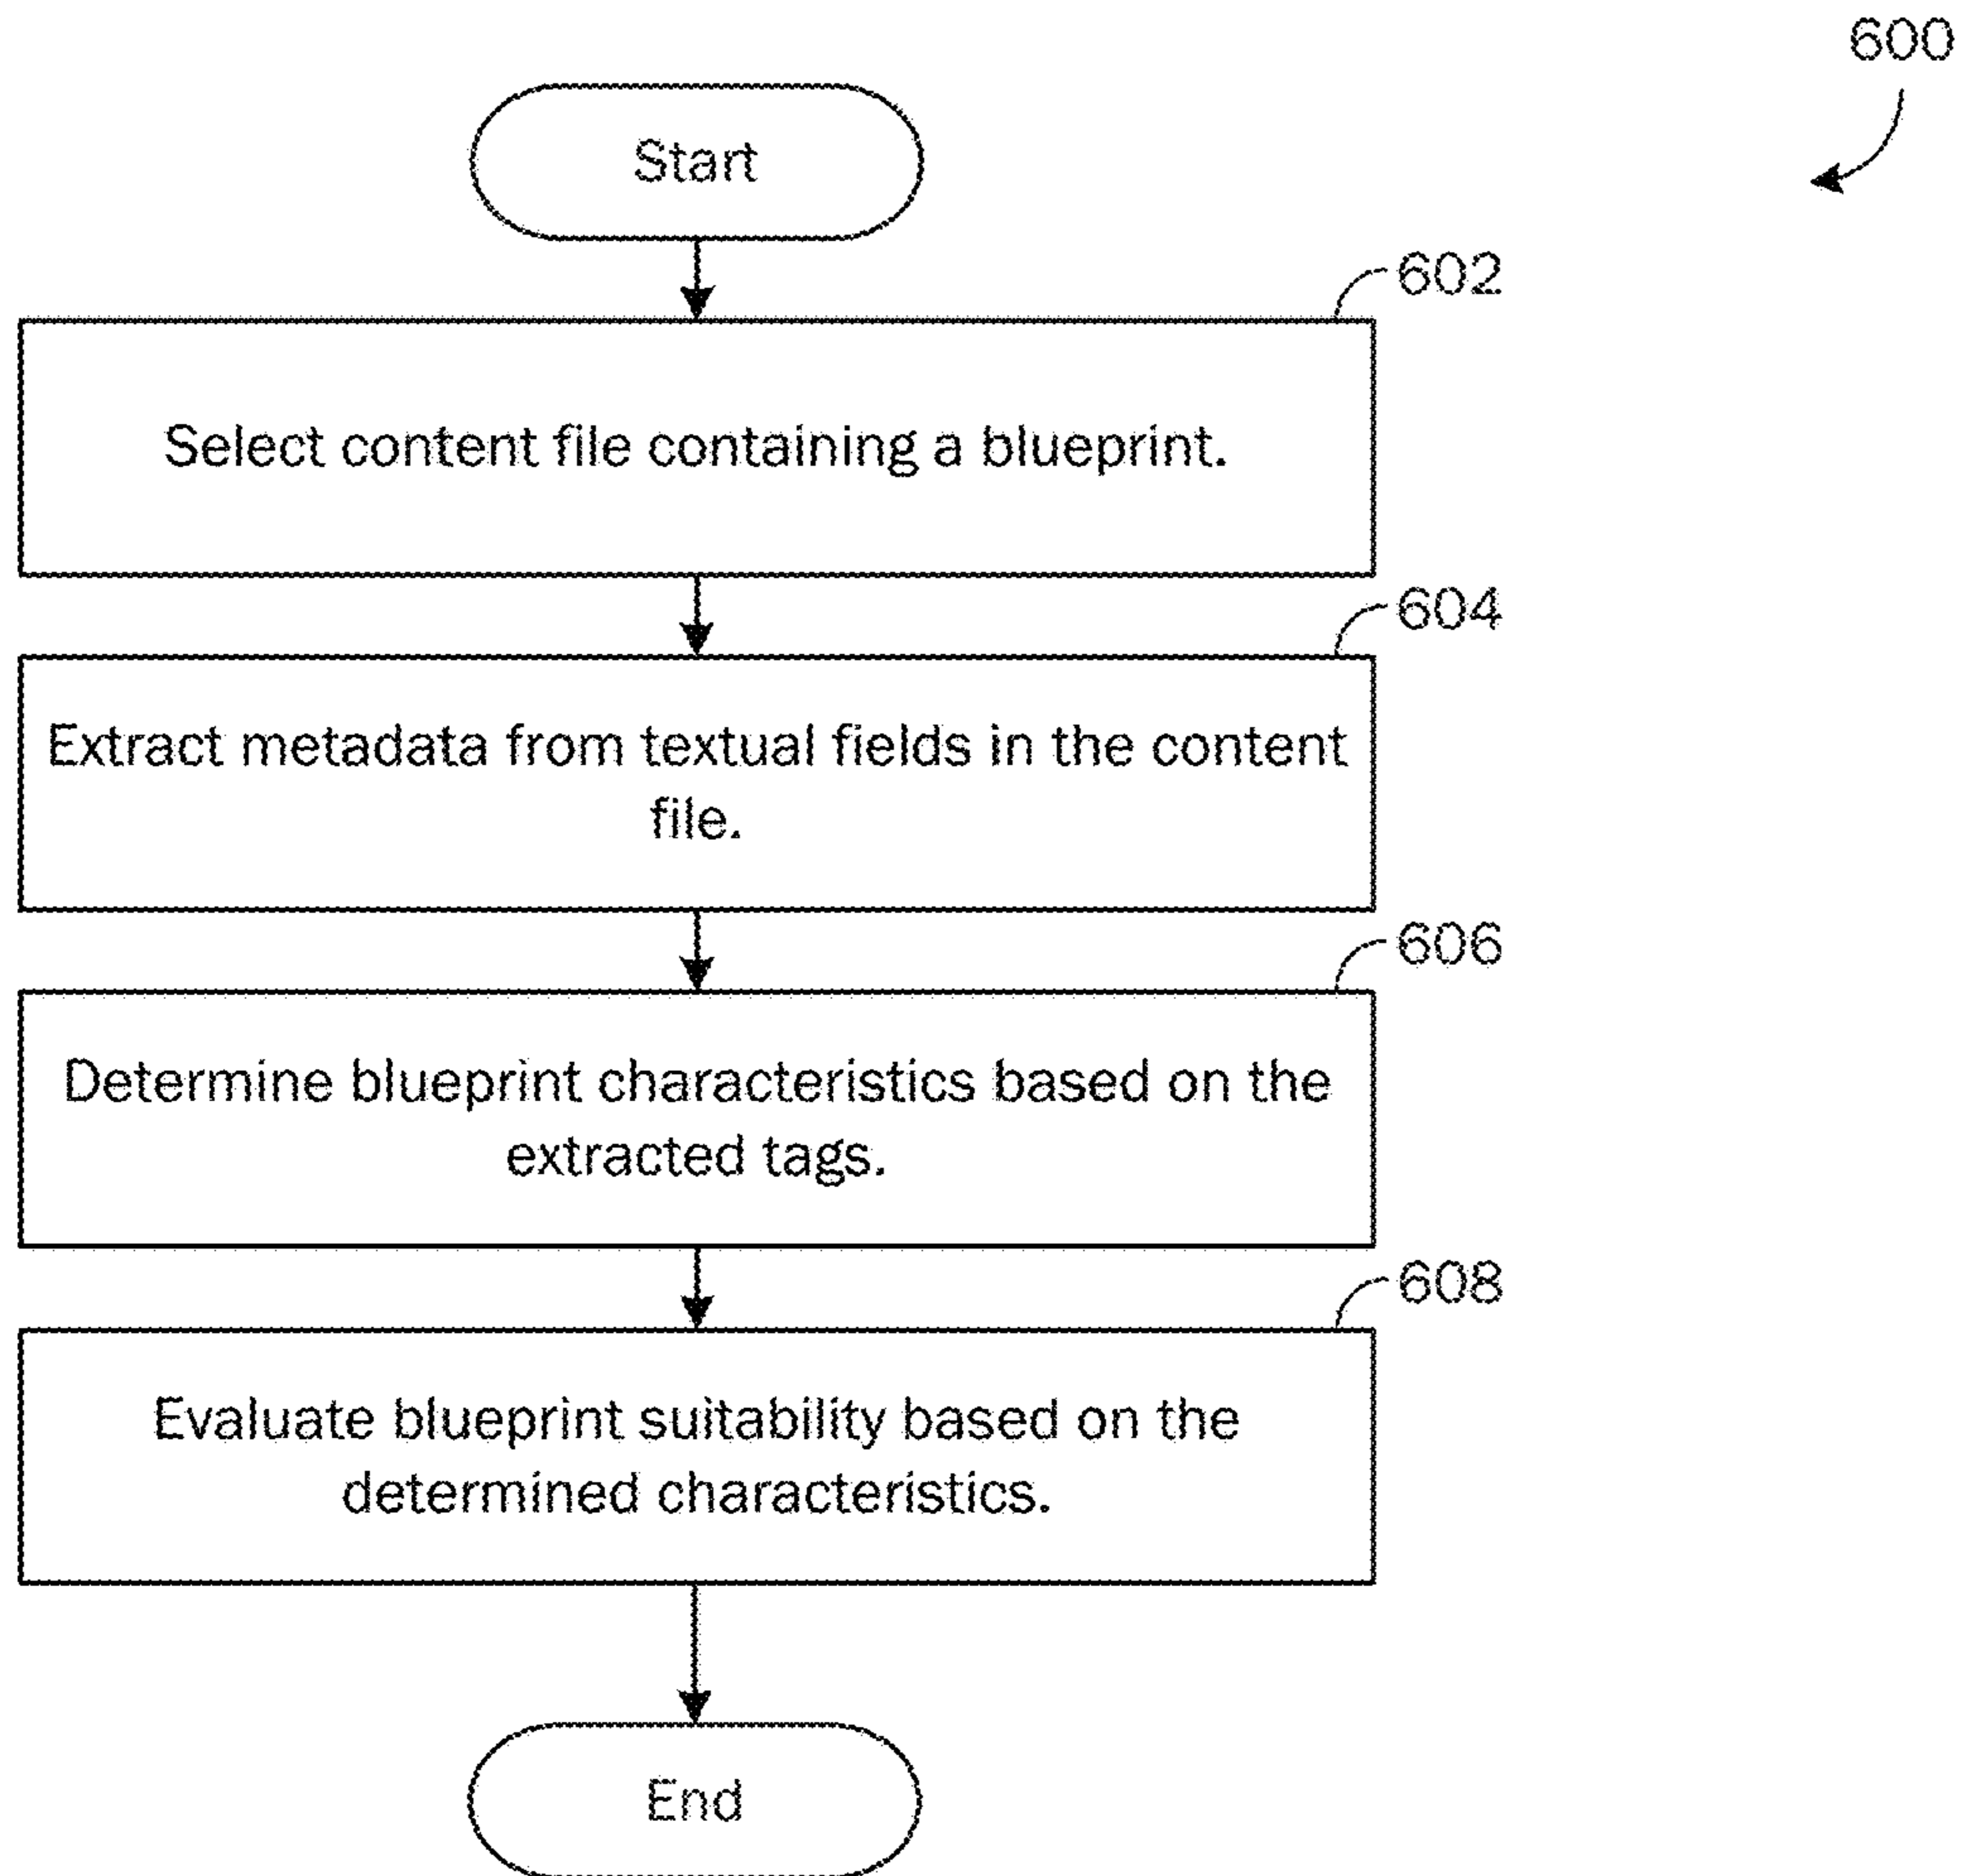 600
Start
602
Select content file containing a blueprint.
604
Extract metadata from textual fields in the content
file.
606
Determine blueprint characteristics based on the
extracted tags.
608
Evaluate blueprint suitability based on the
determined characteristics.
End